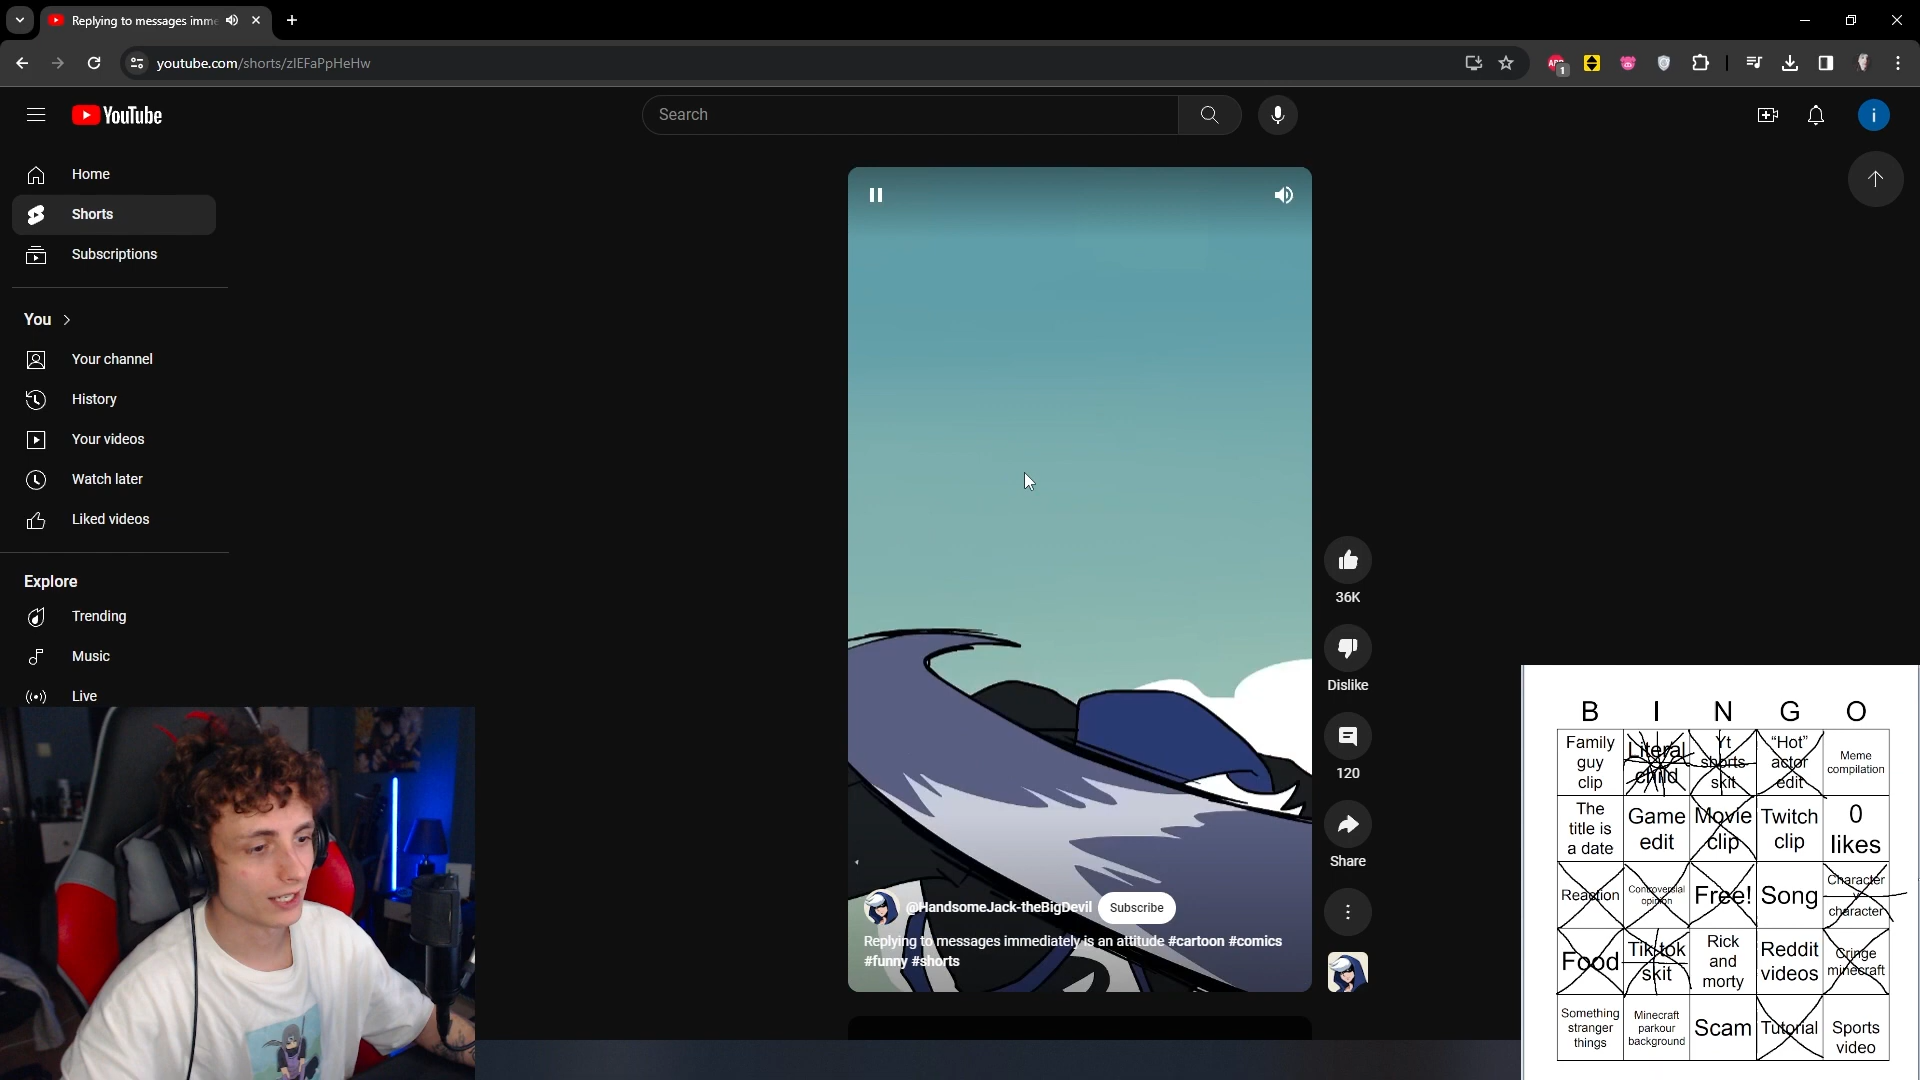 Replying to messages imme
youtube.com/shorts/zlEFaPpHeHw
ABP
1
YouTube
Search
i
Home
Shorts
Subscriptions
You
Your channel
History
Your videos
Watch later
Liked videos
Explore
Trending
Music
Live
36K
Dislike
120
Share
@HandsomeJack-theBigDevil
Subscribe
Replying to messages immediately is an attitude #cartoon #comics
#funny #shorts
B I N G O
Family
guy
clip
Literal
child
Yt
shorts
skit
“Hot”
actor
edit
Meme
compilation
The
title is
a date
Game
edit
Movie
clip
Twitch
clip
0
likes
Reaction
Controversial
opinion
Free!
Song
Character
v
character
Food
Tik tok
skit
Rick
and
morty
Reddit
videos
Cringe
minecraft
Something
stranger
things
Minecraft
parkour
background
Scam
Tutorial
Sports
video